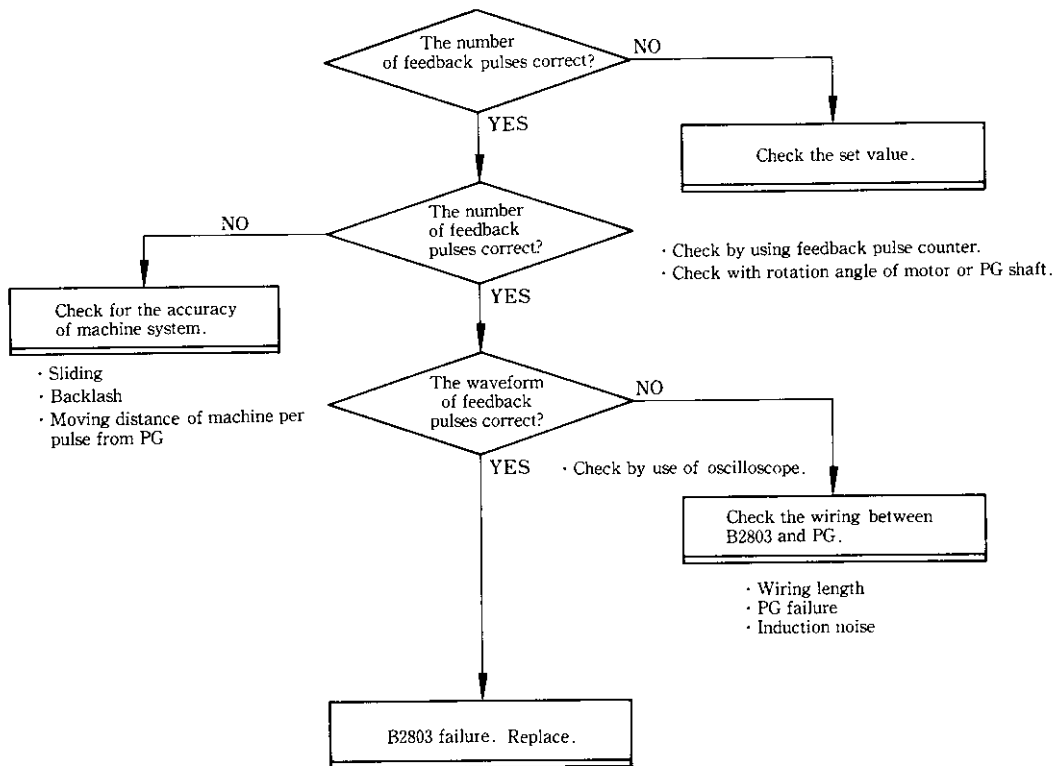 The number
of feedback pulses correct?
NO
YES
Check the set value.
The number
of feedback
pulses correct?
NO
· Check by using feedback pulse counter.
· Check with rotation angle of motor or PG shaft.
YES
Check for the accuracy
of machine system.
· Sliding
· Backlash
· Moving distance of machine per
pulse from PG
The waveform
of feedback
pulses correct?
NO
YES
· Check by use of oscilloscope.
Check the wiring between
B2803 and PG.
· Wiring length
· PG failure
· Induction noise
B2803 failure. Replace.